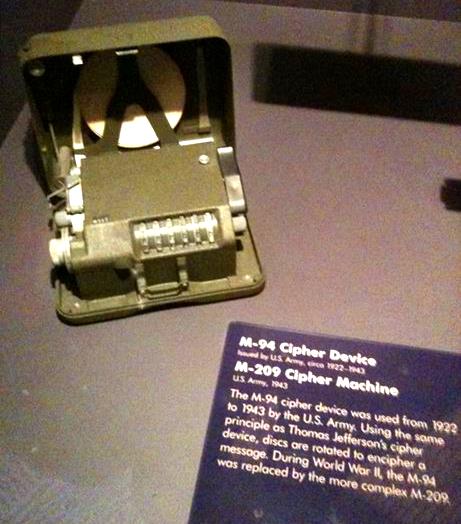 M-94 Cipher Device
Issued by U.S. Army, circa 1922–1943
M-209 Cipher Machine
U.S. Army, 1943
The M-94 cipher device was used from 1922
to 1943 by the U.S. Army. Using the same
principle as Thomas Jefferson's cipher
device, discs are rotated to encipher a
message. During World War II, the M-94
was replaced by the more complex M-209.